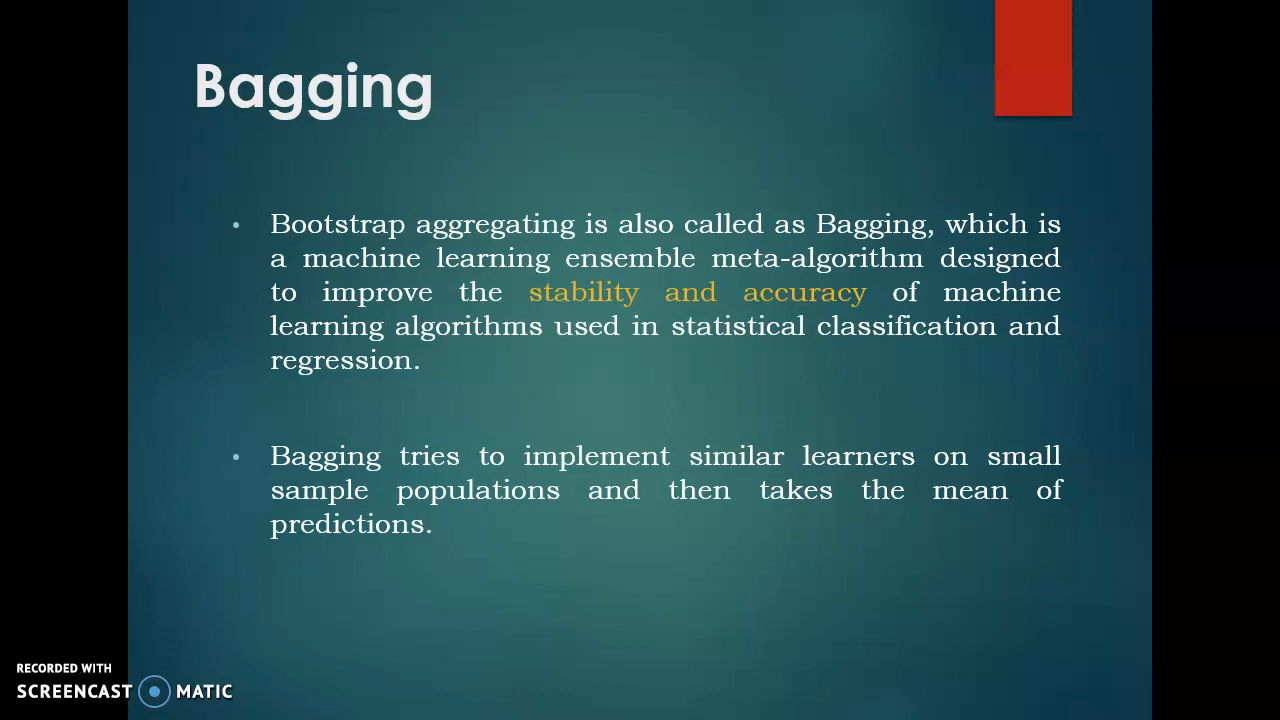 Bagging
Bootstrap aggregating is also called as Bagging, which is
a machine learning ensemble meta-algorithm designed
to improve the stability and accuracy of machine
learning algorithms used in statistical classification and
regression.
Bagging tries to implement similar learners on small
sample populations and then takes the mean of
predictions.
RECORDED WITH
SCREENCAST MATIC